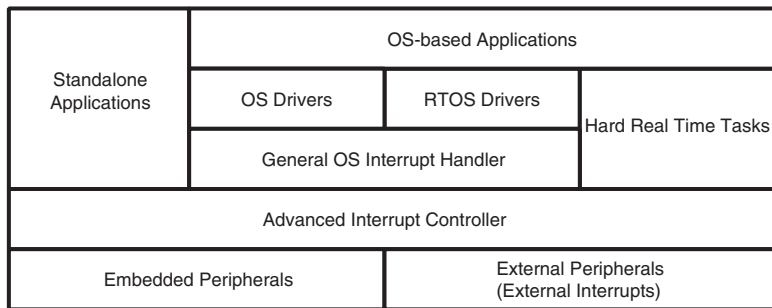 OS-based Applications
Standalone
Applications
OS Drivers
RTOS Drivers
Hard Real Time Tasks
General OS Interrupt Handler
Advanced Interrupt Controller
Embedded Peripherals
External Peripherals
(External Interrupts)